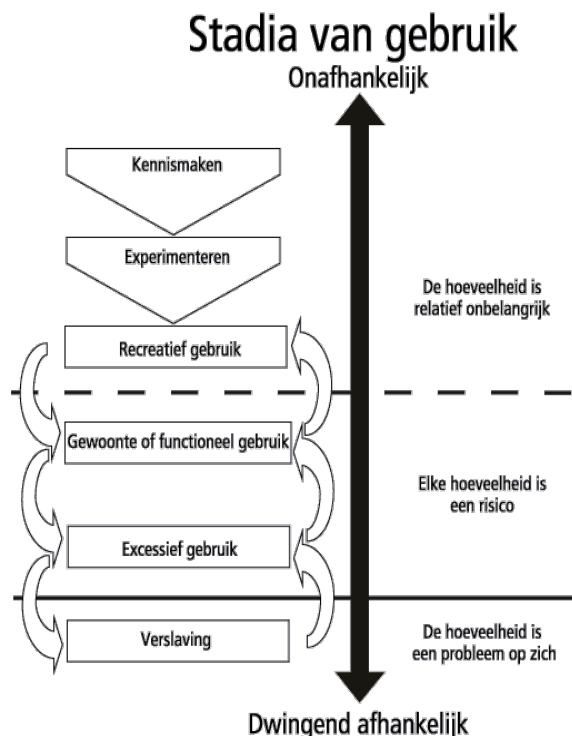 Stadia van gebruik
Onafhankelijk
Kennismaken
Experimenteren
De hoeveelheid is
relatief onbelangrijk
Recreatief gebruik
Gewoonte of functioneel gebruik
Elke hoeveelheid is
een risico
Excessief gebruik
Verslaving
De hoeveelheid is
een probleem op zich
Dwingend afhankelijk